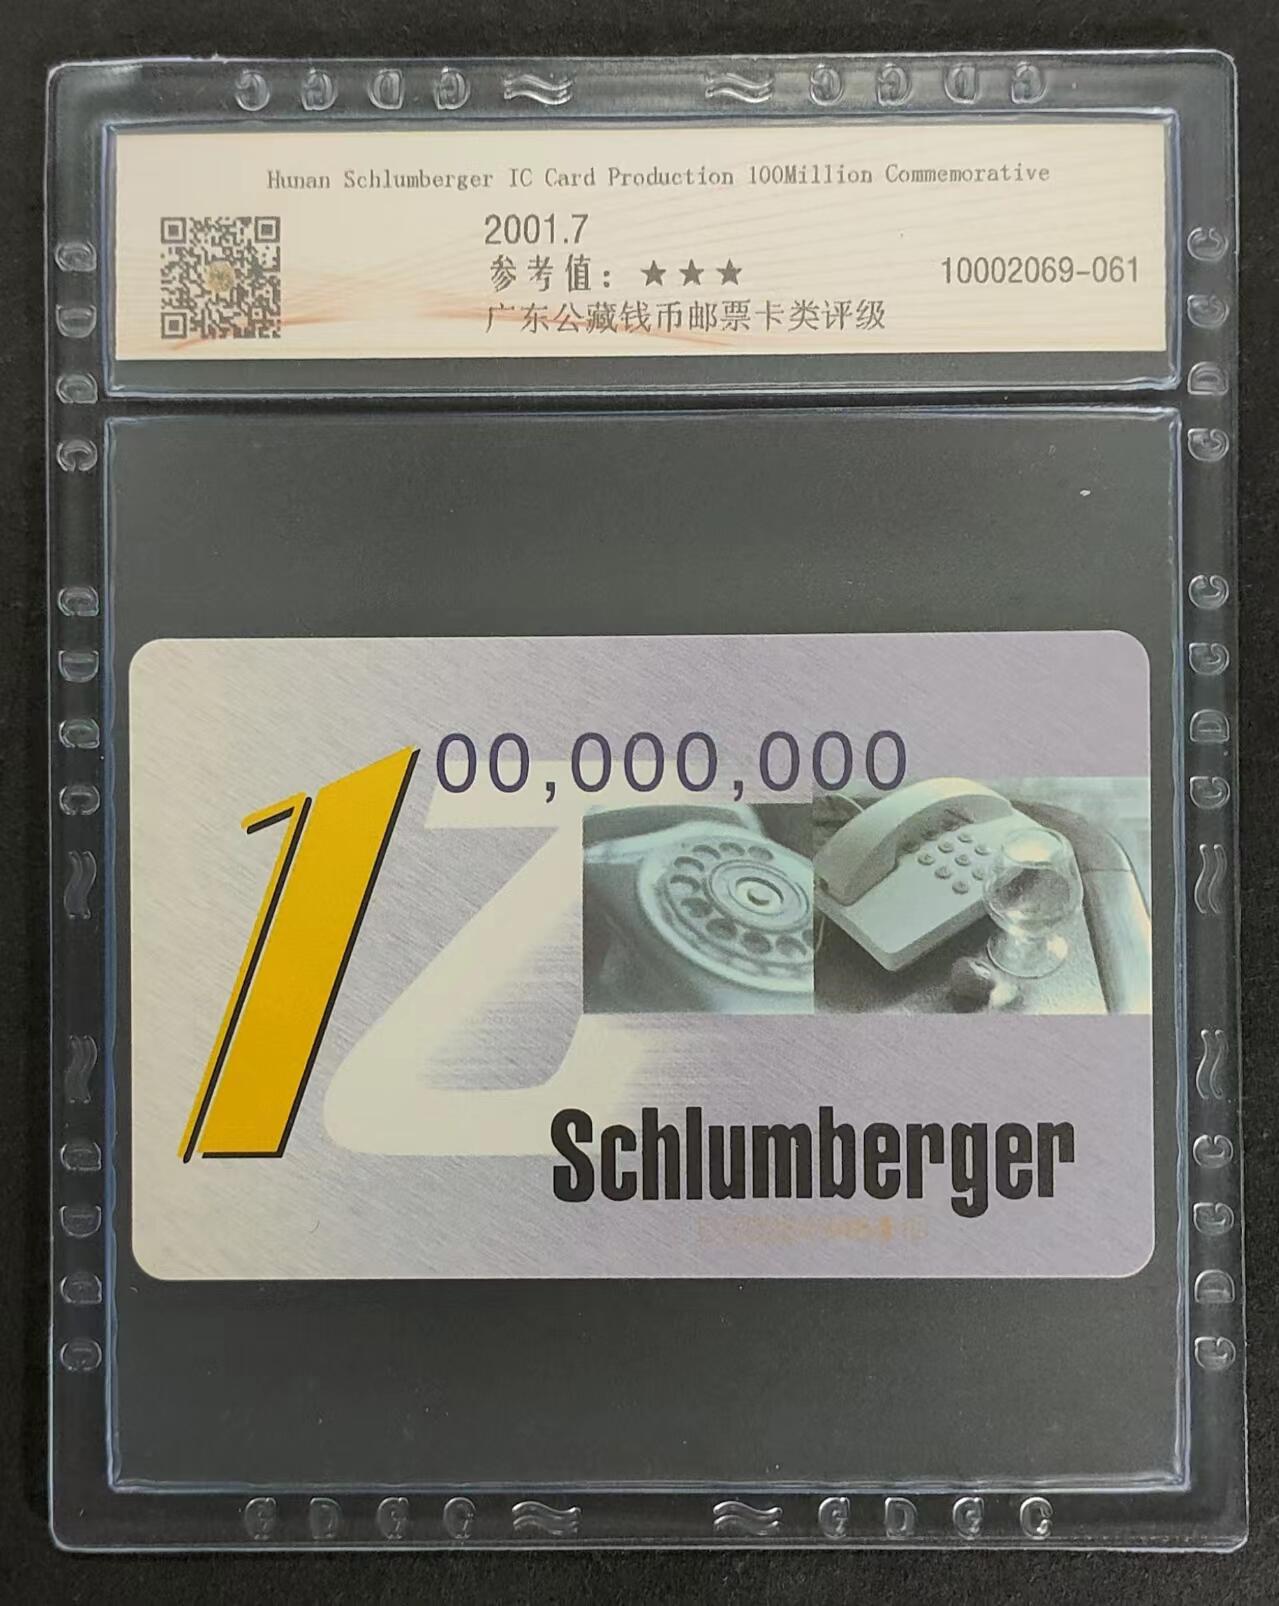 Hunan Schlumberger IC Card Production 100Million Commemorative
2001.7
参考值：★★★
10002069-061
广东公藏钱币邮票卡类评级
100,000,000
Schlumberger